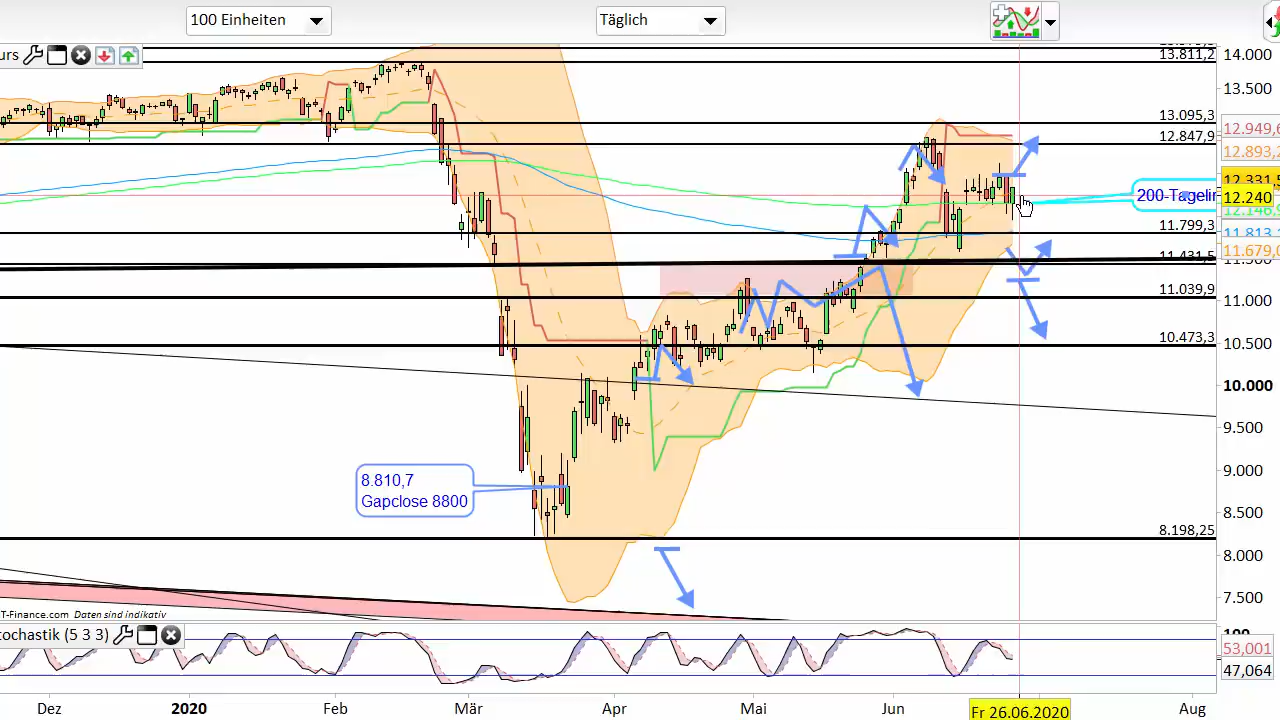 100 Einheiten
Täglich
urs
14.000
13.811,2
13.500
13.095,3
12.949,6
12.847,9
12.893,2
12.331,5
12.240
12.146,9
200-Tagelin
11.799,3
11.813,1
11.679,0
11.431,5
11.039,9
11.000
10.473,3
10.500
10.000
9.500
9.000
8.810,7
Gapclose 8800
8.500
8.198,25
8.000
7.500
T-Finance.com Daten sind indikativ
tochastik (5 3 3)
100
53,001
47,064
Dez
2020
Feb
Mär
Apr
Mai
Jun
Fr 26.06.2020
Aug